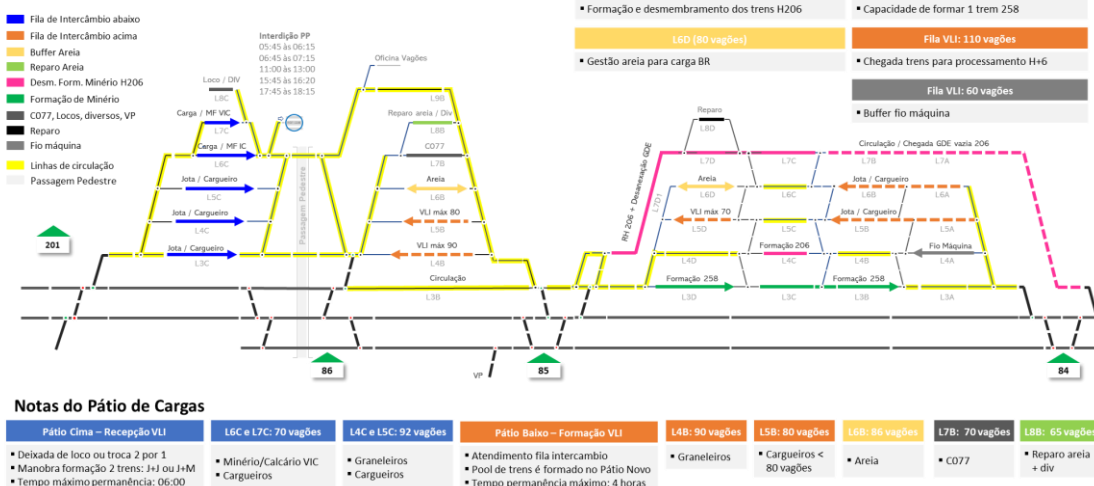 Formação e desmembramento dos trens H206
Capacidade de formar 1 trem 258
L6D (80 vagões)
Gestão areia para carga BR
Fila VLI: 110 vagões
Chegada trens para processamento H+6
Fila VLI: 60 vagões
Buffer fio máquina
Fila de Intercâmbio abaixo
Fila de Intercâmbio acima
Buffer Areia
Reparo Areia
Desm. Form. Minério H206
Formação de Minério
C077, Locos, diversos, VP
Reparo
Fio máquina
Linhas de circulação
Passagem Pedestre
Interdição PP
05:45 às 06:15
06:45 às 07:15
11:00 às 13:00
15:45 às 16:20
17:45 às 18:15
Loco / DIV
L8C
Carga / MF VIC
L7C
Carga / MF IC
L6C
Jota / Cargueiro
L5C
Jota / Cargueiro
L4C
Jota / Cargueiro
L3C
Passagem Pedestre
Oficina Vagões
L9B
Reparo areia / Div
L8B
C077
L7B
Areia
L6B
VLI máx 80
L5B
VLI máx 90
L4B
Circulação
L3B
RH 206 + Desanexação GDE
L7D1
Reparo
L8D
L7D
L7C
Circulação / Chegada GDE vazia 206
L7B
L7A
Areia
L6D
L6C
Jota / Cargueiro
L6B
L6A
VLI máx 70
L5D
L5C
Jota / Cargueiro
L5B
L5A
L4D
Formação 206
L4C
L4B
Fio Máquina
L4A
Formação 258
L3D
L3C
Formação 258
L3B
L3A
201
86
VP
85
84
Notas do Pátio de Cargas
Pátio Cima – Recepção VLI
Deixada de loco ou troca 2 por 1
Manobra formação 2 trens: J+J ou J+M
Tempo máximo permanência: 06:00
L6C e L7C: 70 vagões
Minério/Calcário VIC
Cargueiros
L4C e L5C: 92 vagões
Graneleiros
Cargueiros
Pátio Baixo – Formação VLI
Atendimento fila intercambio
Pool de trens é formado no Pátio Novo
Tempo permanência máximo: 4 horas
L4B: 90 vagões
Graneleiros
L5B: 80 vagões
Cargueiros <
80 vagões
L6B: 86 vagões
Areia
L7B: 70 vagões
C077
L8B: 65 vagões
Reparo areia
+ div